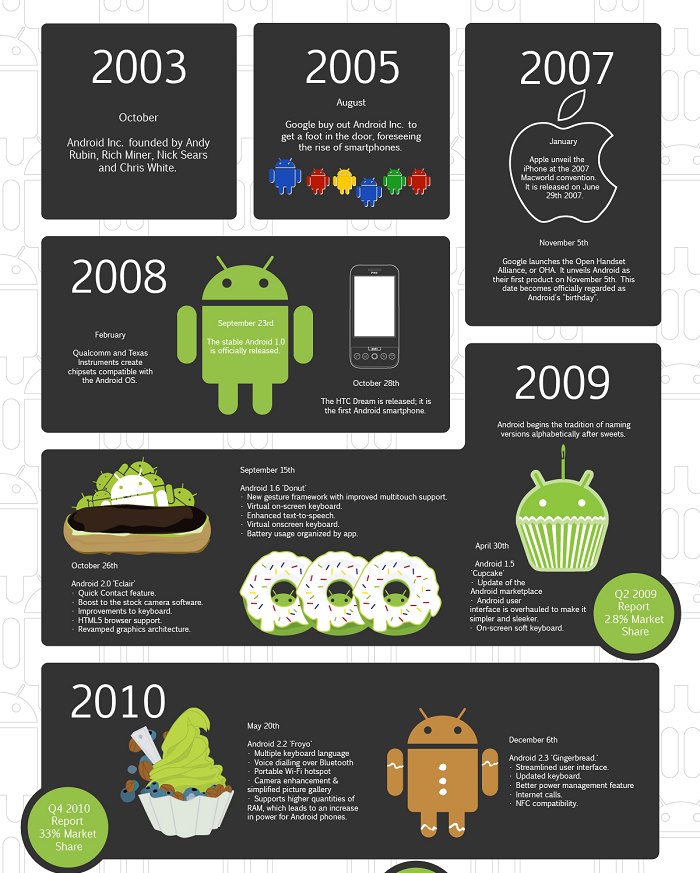 2003
October
Android Inc. founded by Andy
Rubin, Rich Miner, Nick Sears
and Chris White.
2005
August
Google buy out Android Inc. to
get a foot in the door, foreseeing
the rise of smartphones.
2007
January
Apple unveil the
iPhone at the 2007
Macworld convention.
It is released on June
29th 2007.
November 5th
Google launches the Open Handset
Alliance, or OHA. It unveils Android as
their first product on November 5th. This
date becomes officially regarded as
Android's "birthday".
2008
February
Qualcomm and Texas
Instruments create
chipsets compatible with
the Android OS.
September 23rd
The stable Android 1.0
is officially released.
October 28th
The HTC Dream is released; it is
the first Android smartphone.
2009
Android begins the tradition of naming
versions alphabetically after sweets.
April 30th
Android 1.5
'Cupcake'
· Update of the
Android marketplace
· Android user
interface is overhauled to make it
simpler and sleeker.
· On-screen soft keyboard.
Q2 2009
Report
2.8% Market
Share
September 15th
Android 1.6 'Donut'
· New gesture framework with improved multitouch support.
· Virtual on-screen keyboard.
· Enhanced text-to-speech.
· Virtual onscreen keyboard.
· Battery usage organized by app.
October 26th
Android 2.0 'Eclair'
· Quick Contact feature.
· Boost to the stock camera software.
· Improvements to keyboard.
· HTML5 browser support.
· Revamped graphics architecture.
2010
May 20th
Android 2.2 'Froyo'
· Multiple keyboard language
· Voice dialling over Bluetooth
· Portable Wi-Fi hotspot
· Camera enhancement &
simplified picture gallery
· Supports higher quantities of
RAM, which leads to an increase
in power for Android phones.
December 6th
Android 2.3 'Gingerbread.'
· Streamlined user interface.
· Updated keyboard.
· Better power management feature
· Internet calls.
· NFC compatibility.
Q4 2010
Report
33% Market
Share